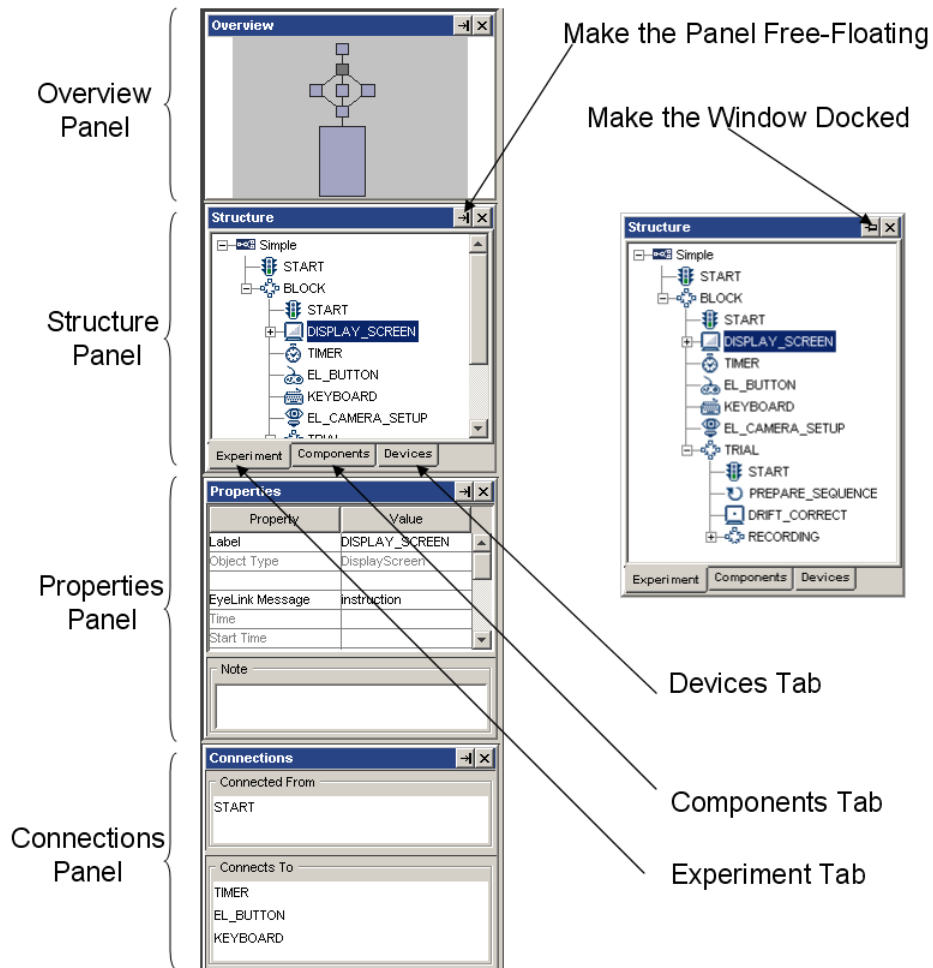 Overview
Make the Panel Free-Floating
Overview
Panel
Make the Window Docked
Structure
Simple
START
BLOCK
START
DISPLAY_SCREEN
TIMER
EL_BUTTON
KEYBOARD
EL_CAMERA_SETUP
TRIAL
Experiment
Components
Devices
Structure
Panel
Structure
Simple
START
BLOCK
START
DISPLAY_SCREEN
TIMER
EL_BUTTON
KEYBOARD
EL_CAMERA_SETUP
TRIAL
START
PREPARE_SEQUENCE
DRIFT_CORRECT
RECORDING
Experiment
Components
Devices
Properties
Property Value
Label DISPLAY_SCREEN
Object Type DisplayScreen
EyeLink Message instruction
Time
Start Time
Note
Properties
Panel
Devices Tab
Connections
Connected From
START
Connects To
TIMER
EL_BUTTON
KEYBOARD
Connections
Panel
Components Tab
Experiment Tab